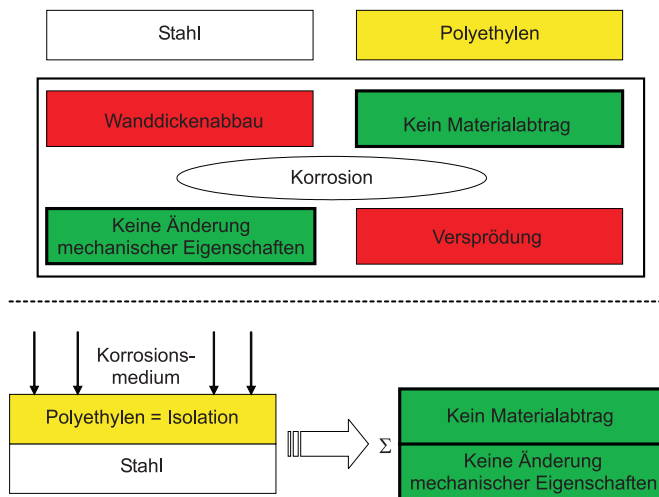 Stahl
Polyethylen
Wanddickenabbau
Kein Materialabtrag
Korrosion
Keine Änderung
mechanischer Eigenschaften
Versprödung
Korrosions-
medium
Polyethylen = Isolation
Stahl
Σ
Kein Materialabtrag
Keine Änderung
mechanischer Eigenschaften